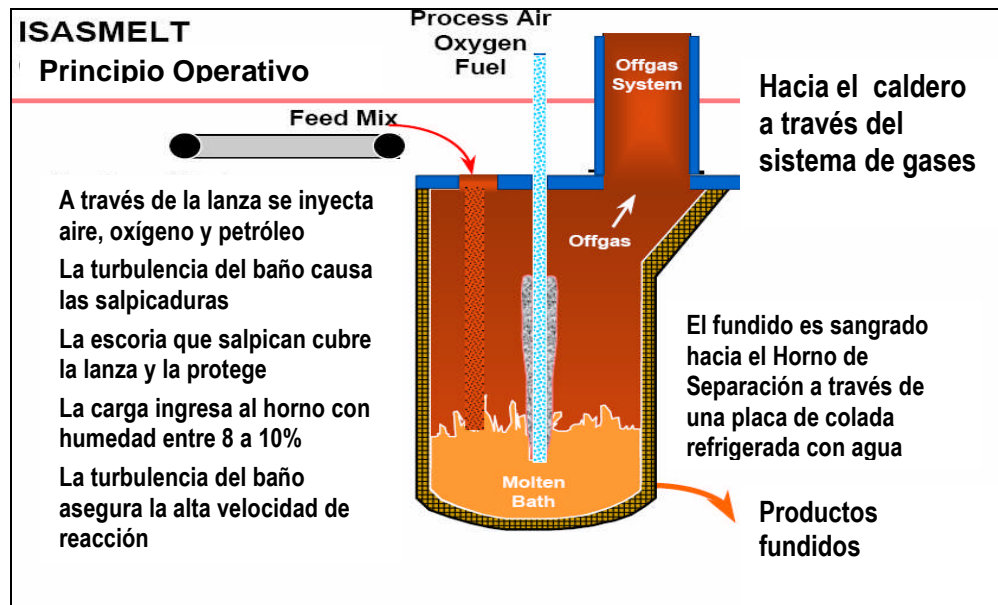 ISASMELT
Principio Operativo
Process Air
Oxygen
Fuel
Feed Mix
Offgas
System
Hacia el caldero
a través del
sistema de gases
A través de la lanza se inyecta
aire, oxígeno y petróleo
La turbulencia del baño causa
las salpicaduras
La escoria que salpican cubre
la lanza y la protege
La carga ingresa al horno con
humedad entre 8 a 10%
La turbulencia del baño
asegura la alta velocidad de
reacción
Offgas
Molten
Bath
El fundido es sangrado
hacia el Horno de
Separación a través de
una placa de colada
refrigerada con agua
Productos
fundidos